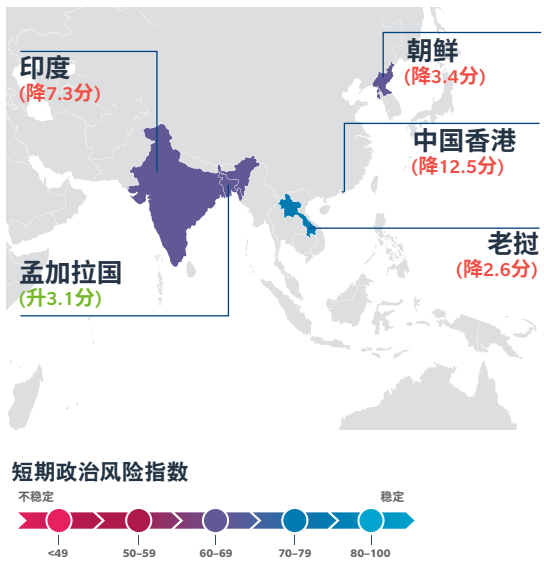 朝鲜
(降3.4分)
印度
(降7.3分)
中国香港
(降12.5分)
老挝
(降2.6分)
孟加拉国
(升3.1分)
短期政治风险指数
不稳定
稳定
<49
50–59
60–69
70–79
80–100